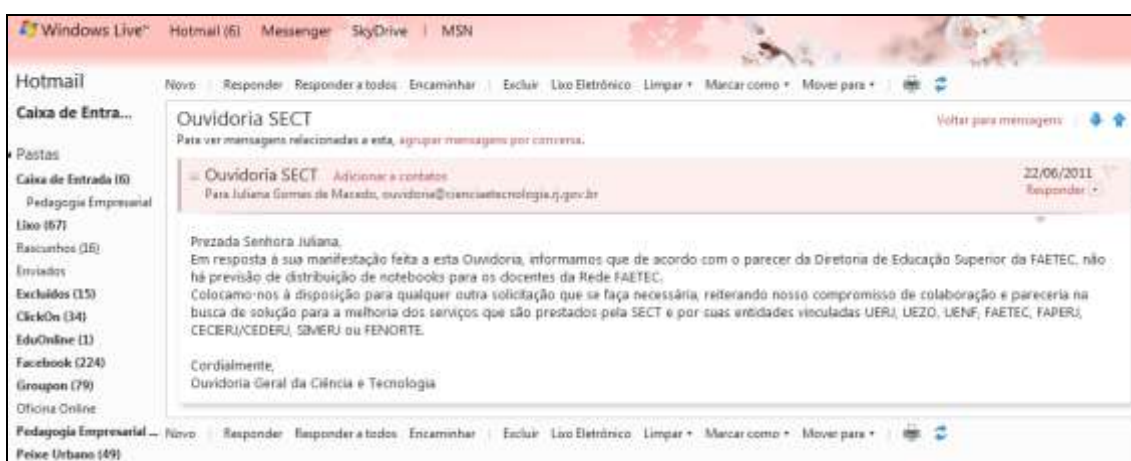 Windows Live™ Hotmail (6) Messenger SkyDrive | MSN
Hotmail
Novo | Responder Responder a todos Encaminhar | Excluir Lixo Eletrônico Limpar Marcar como Mover para
Caixa de Entra...
Pastas
Caixa de Entrada (6)
Pedagogia Empresarial
Lixo (67)
Rascunhos (16)
Enviados
Excluídos (15)
ClickOn (34)
EduOnline (1)
Facebook (224)
Groupon (79)
Oficina Online
Pedagogia Empresarial ...
Peixe Urbano (49)
Ouvidoria SECT
Voltar para mensagens
Para ver mensagens relacionadas a esta, agrupar mensagens por conversa.
Ouvidoria SECT Adicionar a contatos
22/06/2011
Para Juliana Gomes de Macedo, ouvidoria@cienciaetecnologia.rj.gov.br
Responder
Prezada Senhora Juliana,
Em resposta à sua manifestação feita a esta Ouvidoria, informamos que de acordo com o parecer da Diretoria de Educação Superior da FAETEC, não
há previsão de distribuição de notebooks para os docentes da Rede FAETEC.
Colocamo-nos à disposição para qualquer outra solicitação que se faça necessária, reiterando nosso compromisso de colaboração e pareceria na
busca de solução para a melhoria dos serviços que são prestados pela SECT e por suas entidades vinculadas UERJ, UEZO, UENF, FAETEC, FAPERJ,
CECIERJ/CEDERJ, SIMERJ ou FENORTE.
Cordialmente,
Ouvidoria Geral da Ciência e Tecnologia
Novo | Responder Responder a todos Encaminhar | Excluir Lixo Eletrônico Limpar Marcar como Mover para